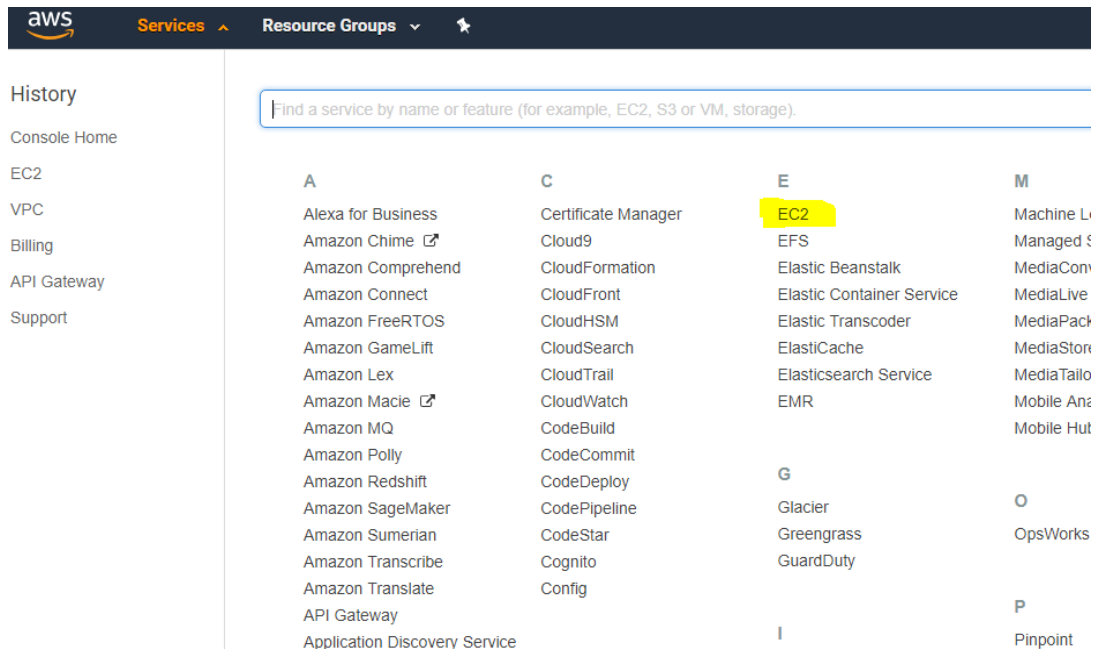 aws Services Resource Groups
History
Console Home
EC2
VPC
Billing
API Gateway
Support
Find a service by name or feature (for example, EC2, S3 or VM, storage).
A
Alexa for Business
Amazon Chime
Amazon Comprehend
Amazon Connect
Amazon FreeRTOS
Amazon GameLift
Amazon Lex
Amazon Macie
Amazon MQ
Amazon Polly
Amazon Redshift
Amazon SageMaker
Amazon Sumerian
Amazon Transcribe
Amazon Translate
API Gateway
Application Discovery Service
C
Certificate Manager
Cloud9
CloudFormation
CloudFront
CloudHSM
CloudSearch
CloudTrail
CloudWatch
CodeBuild
CodeCommit
CodeDeploy
CodePipeline
CodeStar
Cognito
Config
E
EC2
EFS
Elastic Beanstalk
Elastic Container Service
Elastic Transcoder
ElastiCache
Elasticsearch Service
EMR
G
Glacier
Greengrass
GuardDuty
I
M
Machine
Managed
MediaLive
Mobile
Mobile
O
OpsWorks
P
Pinpoint